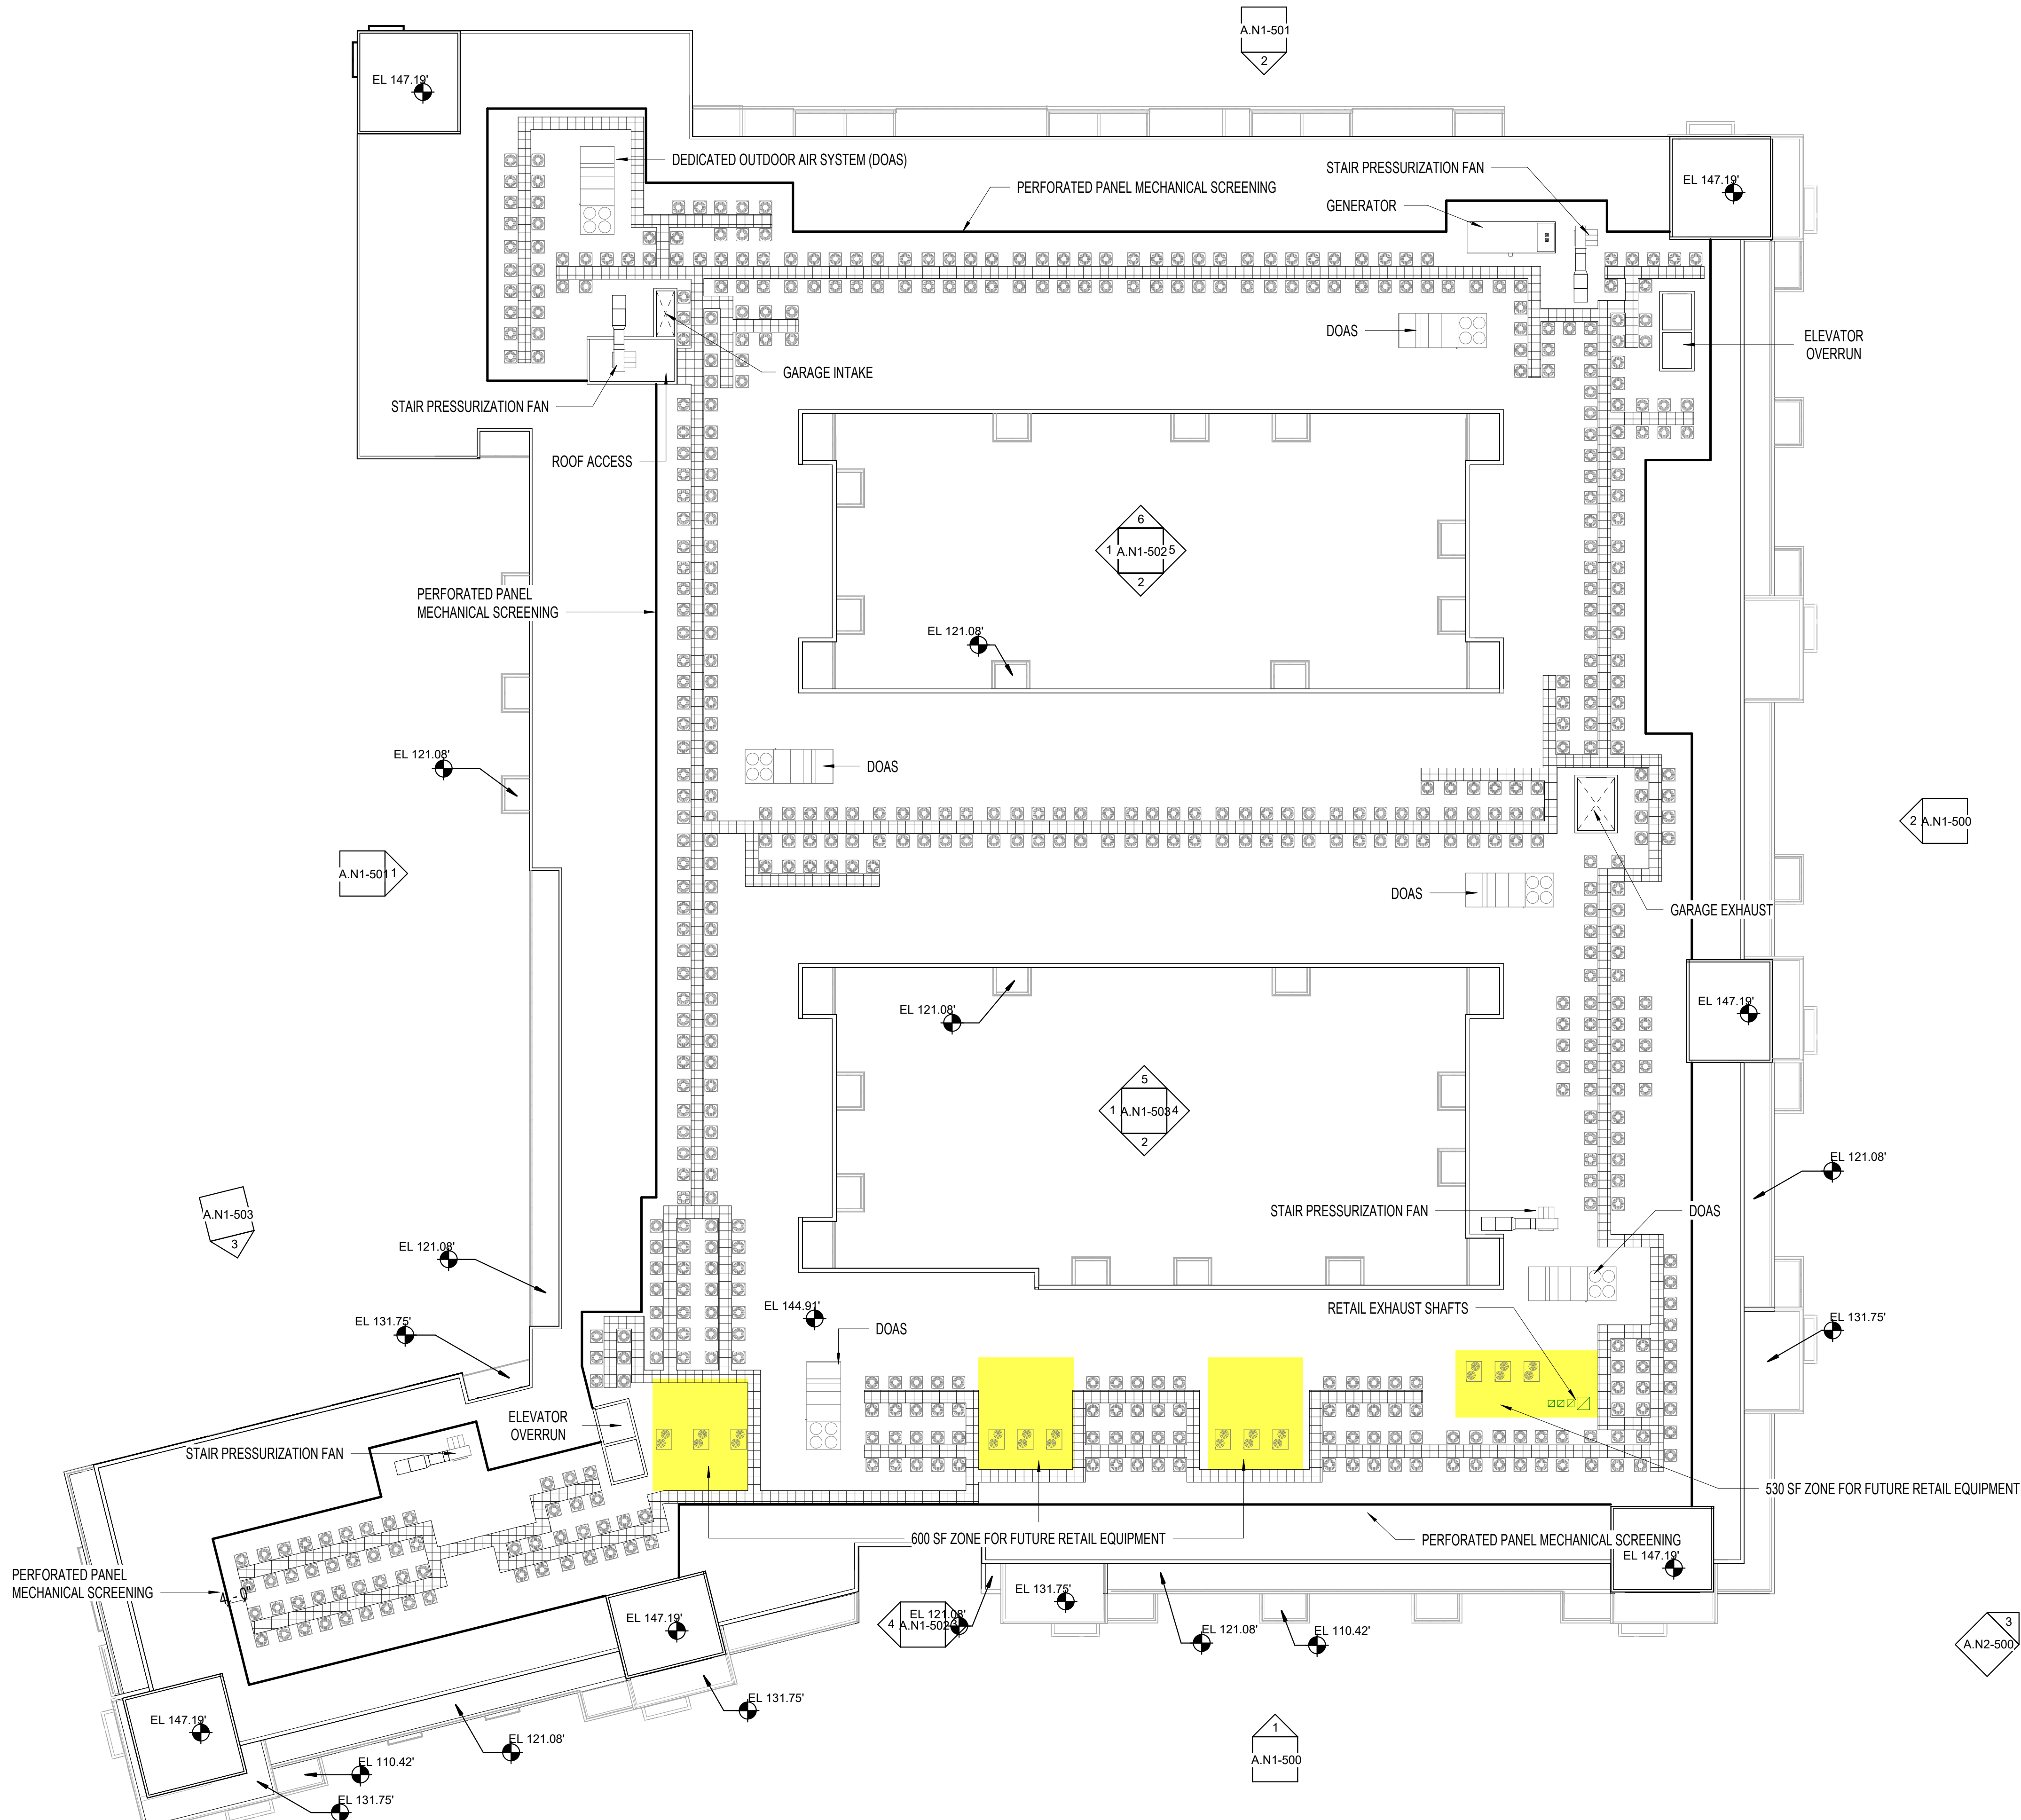 A.N1-501
2
EL 147.19'
DEDICATED OUTDOOR AIR SYSTEM (DOAS)
PERFORATED PANEL MECHANICAL SCREENING
STAIR PRESSURIZATION FAN
EL 147.19'
GENERATOR
DOAS
ELEVATOR
OVERRUN
GARAGE INTAKE
STAIR PRESSURIZATION FAN
ROOF ACCESS
6
1 A.N1-502 5
2
PERFORATED PANEL
MECHANICAL SCREENING
EL 121.08'
EL 121.08'
DOAS
2 A.N1-500
A.N1-501 1
DOAS
GARAGE EXHAUST
EL 121.08'
EL 147.19'
5
1 A.N1-503 4
2
EL 121.08'
A.N1-503
3
STAIR PRESSURIZATION FAN
DOAS
EL 121.08'
EL 144.91'
RETAIL EXHAUST SHAFTS
EL 131.75'
DOAS
EL 131.75'
ELEVATOR
OVERRUN
STAIR PRESSURIZATION FAN
530 SF ZONE FOR FUTURE RETAIL EQUIPMENT
600 SF ZONE FOR FUTURE RETAIL EQUIPMENT
PERFORATED PANEL MECHANICAL SCREENING
EL 147.19'
PERFORATED PANEL
MECHANICAL SCREENING
4' - 0"
EL 131.75'
EL 147.19'
EL 121.08'
4 A.N1-502 3
EL 121.08'
EL 110.42'
3
A.N2-500
EL 131.75'
EL 147.19'
EL 121.08'
1
A.N1-500
EL 110.42'
EL 131.75'